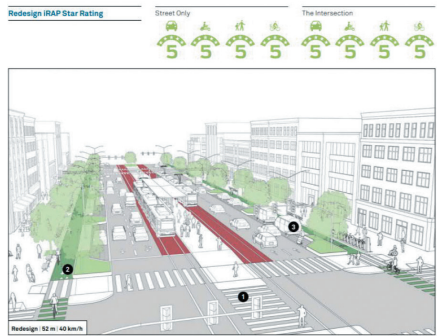 Redesign iRAP Star Rating
Street Only
The Intersection
5 5 5 5
5 5 5 5
3
2
1
Redesign | 52 m | 40 km/h